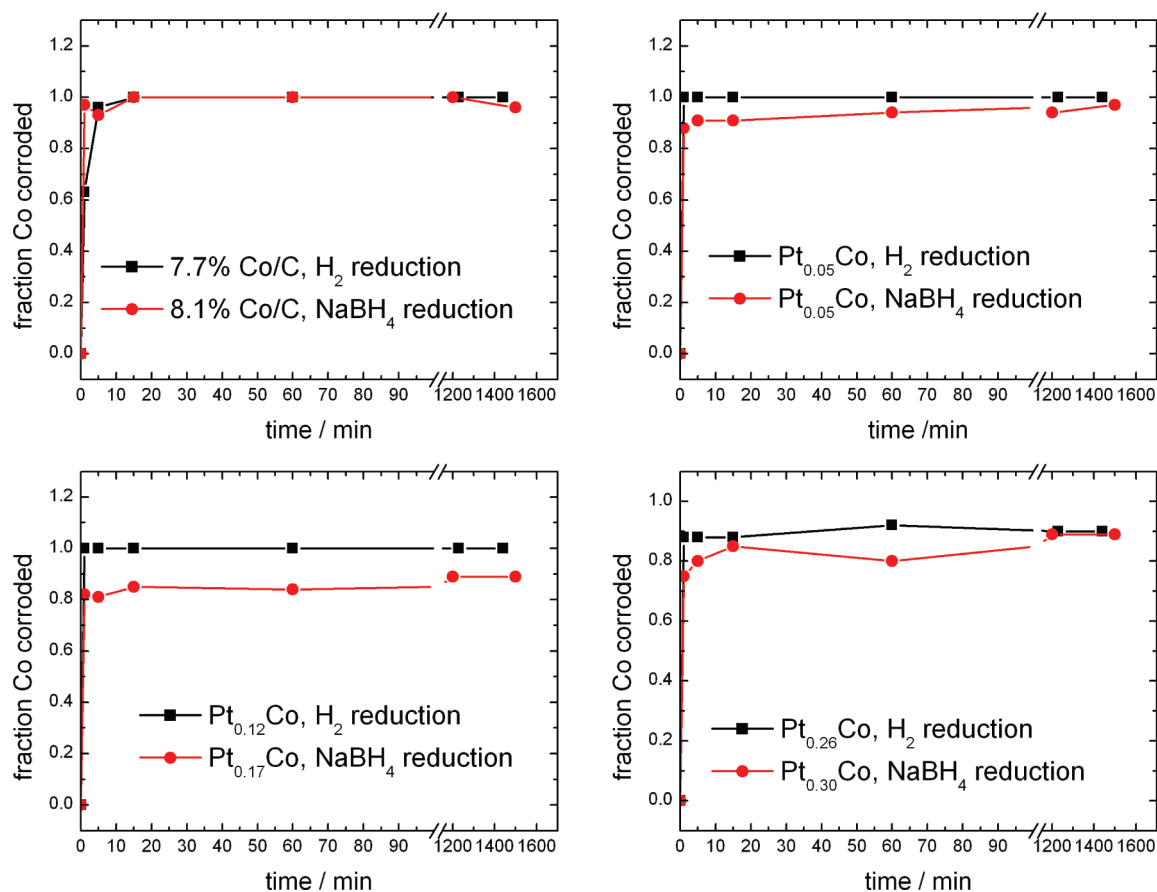 1.2
1.0
0.8
0.6
0.4
0.2
0.0
fraction Co corroded
7.7% Co/C, H₂ reduction
8.1% Co/C, NaBH₄ reduction
0 10 20 30 40 50 60 70 80 90 1200 1400 1600
time / min
1.2
1.0
0.8
0.6
0.4
0.2
0.0
fraction Co corroded
Pt₀.₀₅Co, H₂ reduction
Pt₀.₀₅Co, NaBH₄ reduction
0 10 20 30 40 50 60 70 80 90 1200 1400 1600
time /min
1.2
1.0
0.8
0.6
0.4
0.2
0.0
fraction Co corroded
Pt₀.₁₂Co, H₂ reduction
Pt₀.₁₇Co, NaBH₄ reduction
0 10 20 30 40 50 60 70 80 90 1200 1400 1600
time / min
1.0
0.8
0.6
0.4
0.2
0.0
fraction Co corroded
Pt₀.₂₆Co, H₂ reduction
Pt₀.₃₀Co, NaBH₄ reduction
0 10 20 30 40 50 60 70 80 90 1200 1400 1600
time / min